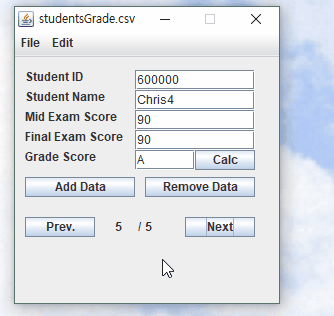 studentsGrade.csv
File Edit
Student ID 600000
Student Name Chris4
Mid Exam Score 90
Final Exam Score 90
Grade Score A Calc
Add Data Remove Data
Prev. 5 / 5 Next